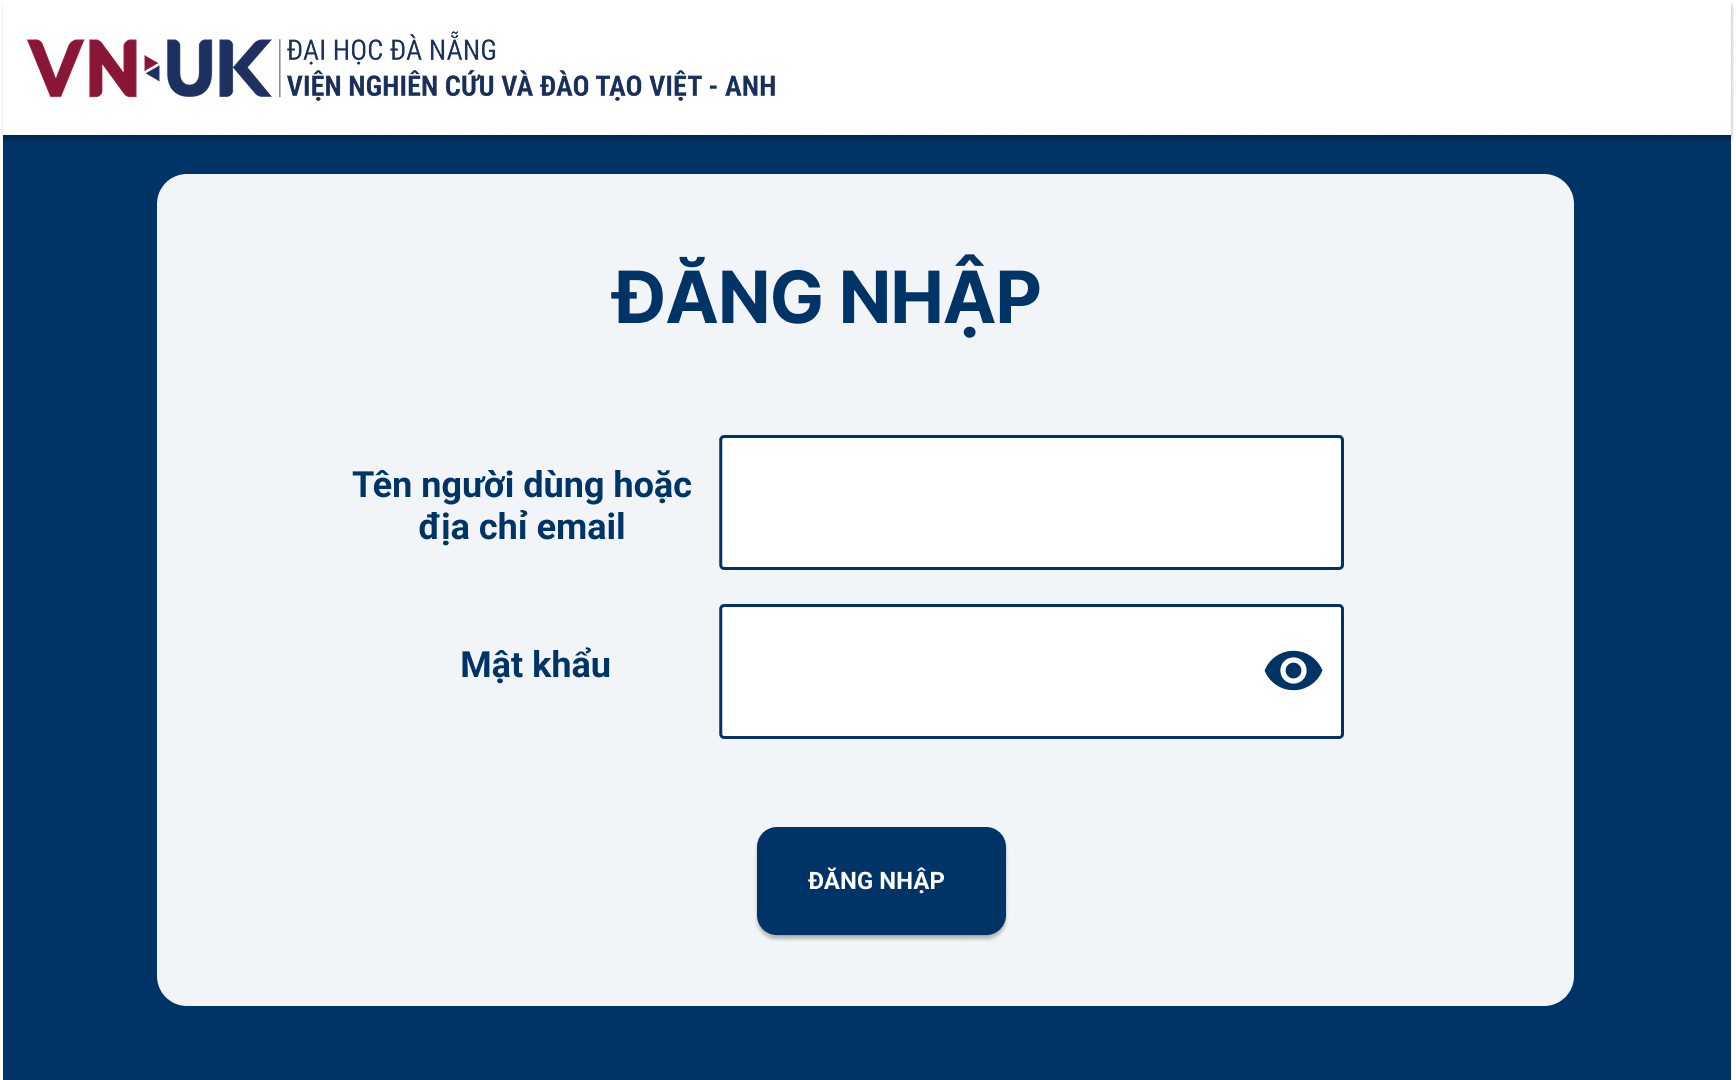 VN-UK
ĐẠI HỌC ĐÀ NẴNG
VIỆN NGHIÊN CỨU VÀ ĐÀO TẠO VIỆT - ANH
ĐĂNG NHẬP
Tên người dùng hoặc
địa chỉ email
Mật khẩu
ĐĂNG NHẬP